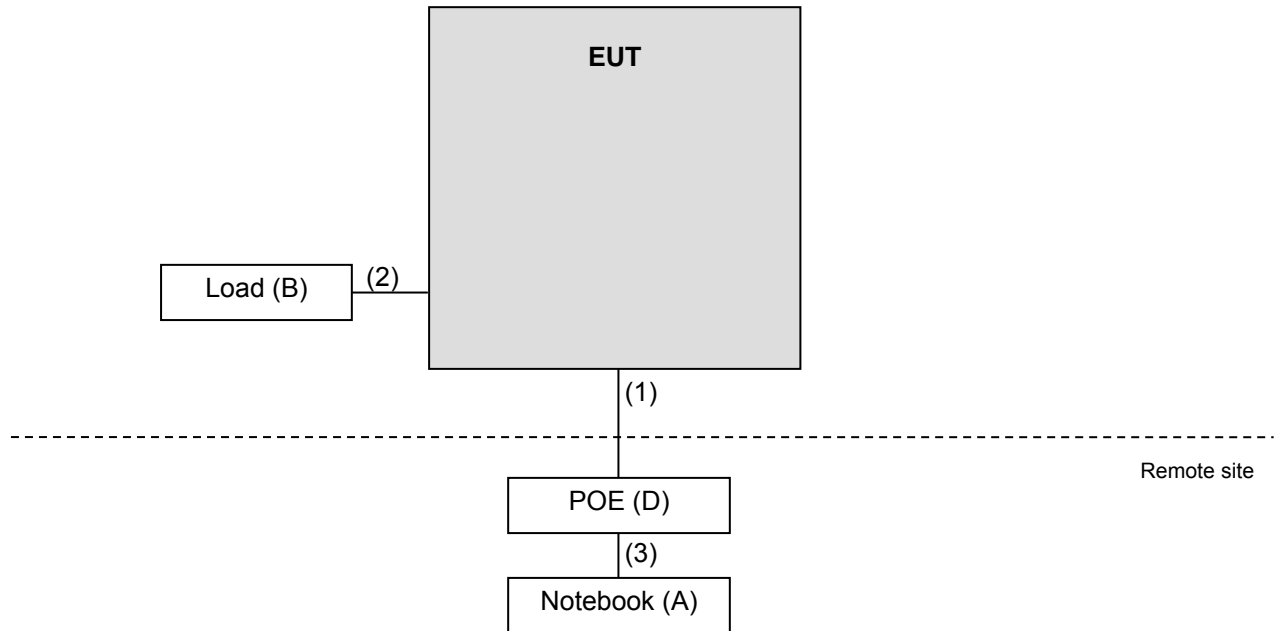 EUT
Load (B)
(2)
(1)
Remote site
POE (D)
(3)
Notebook (A)